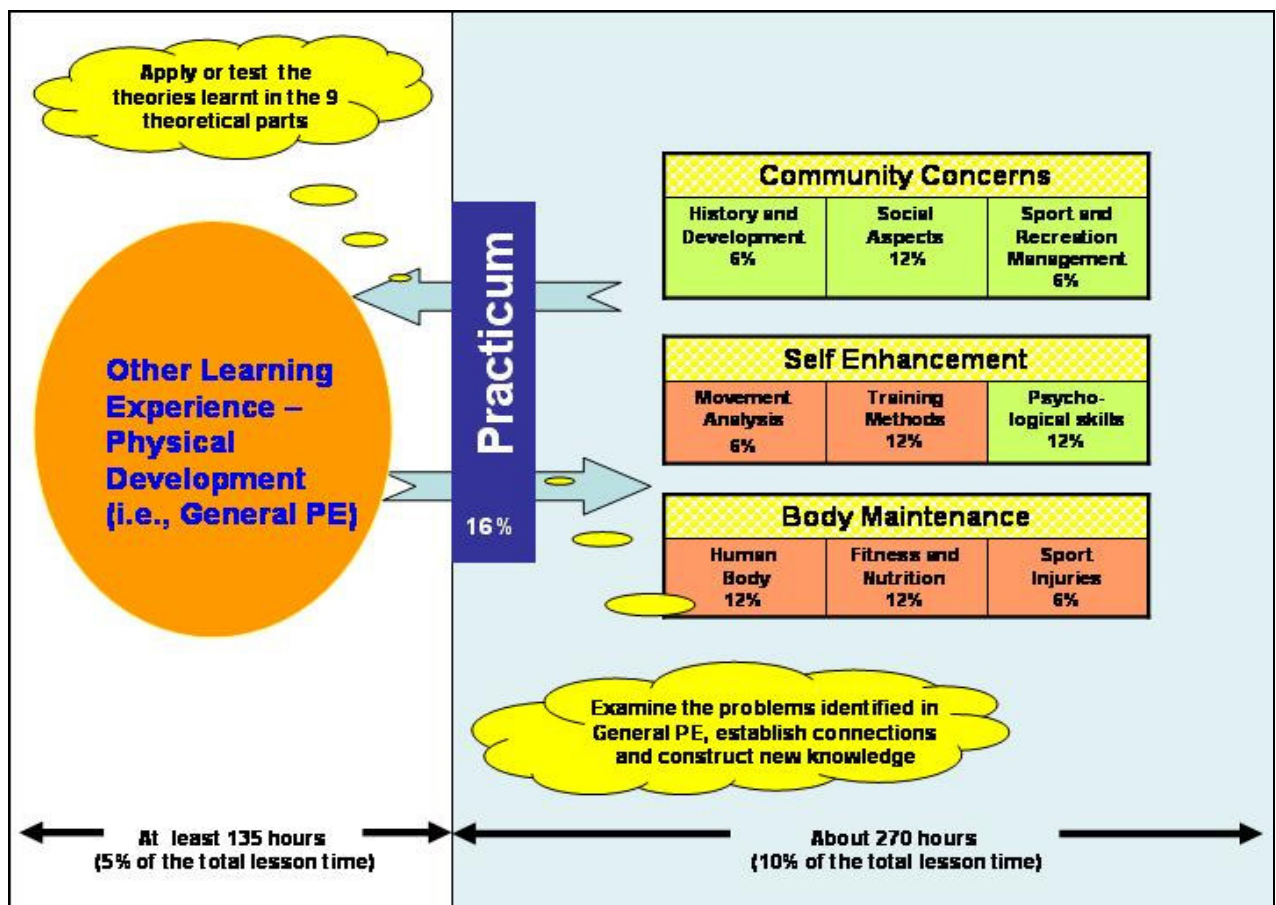 Apply or test the
theories learnt in the 9
theoretical parts
Other Learning
Experience –
Physical
Development
(i.e., General PE)
Practicum
16%
Community Concerns
History and
Development
6%
Social
Aspects
12%
Sport and
Recreation
Management
6%
Self Enhancement
Movement
Analysis
6%
Training
Methods
12%
Psycho-
logical skills
12%
Body Maintenance
Human
Body
12%
Fitness and
Nutrition
12%
Sport
Injuries
6%
Examine the problems identified in
General PE, establish connections
and construct new knowledge
At least 135 hours
(5% of the total lesson time)
About 270 hours
(10% of the total lesson time)